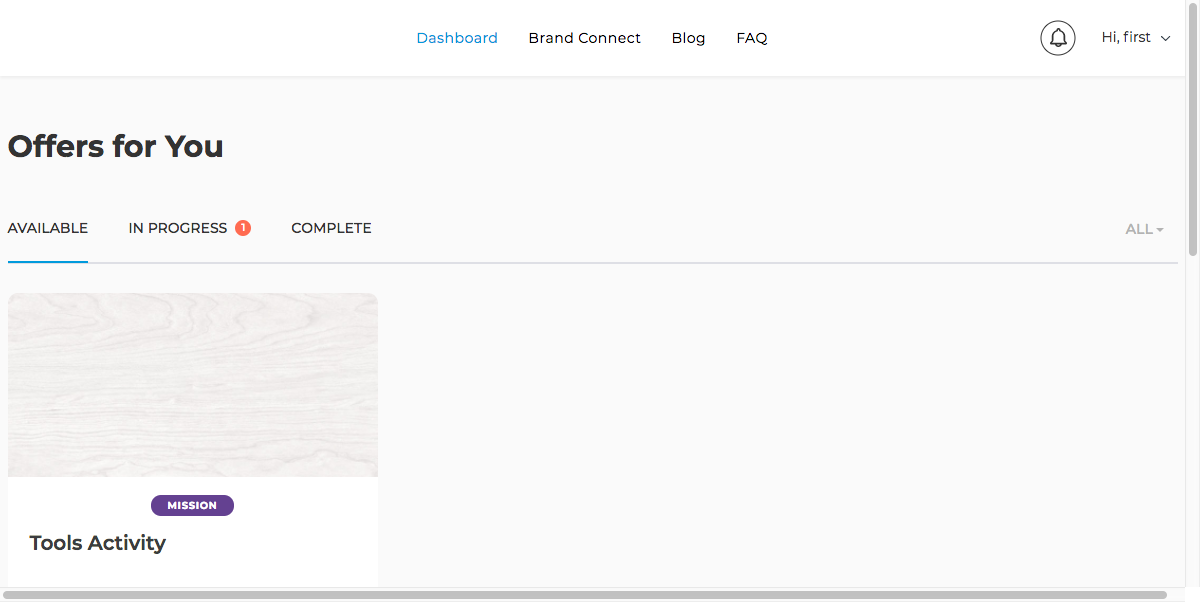 Dashboard Brand Connect Blog FAQ Hi, first
Offers for You
AVAILABLE IN PROGRESS 1 COMPLETE ALL
MISSION
Tools Activity